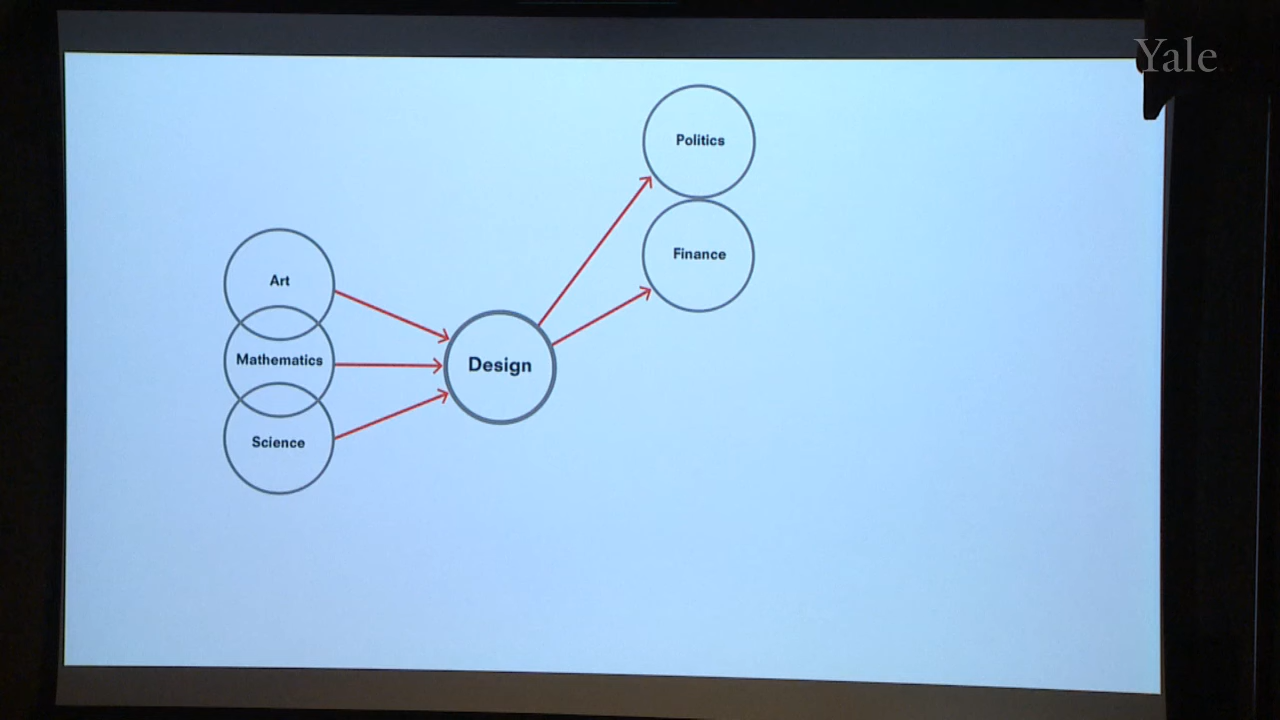 Yale
Politics
Finance
Art
Mathematics
Science
Design